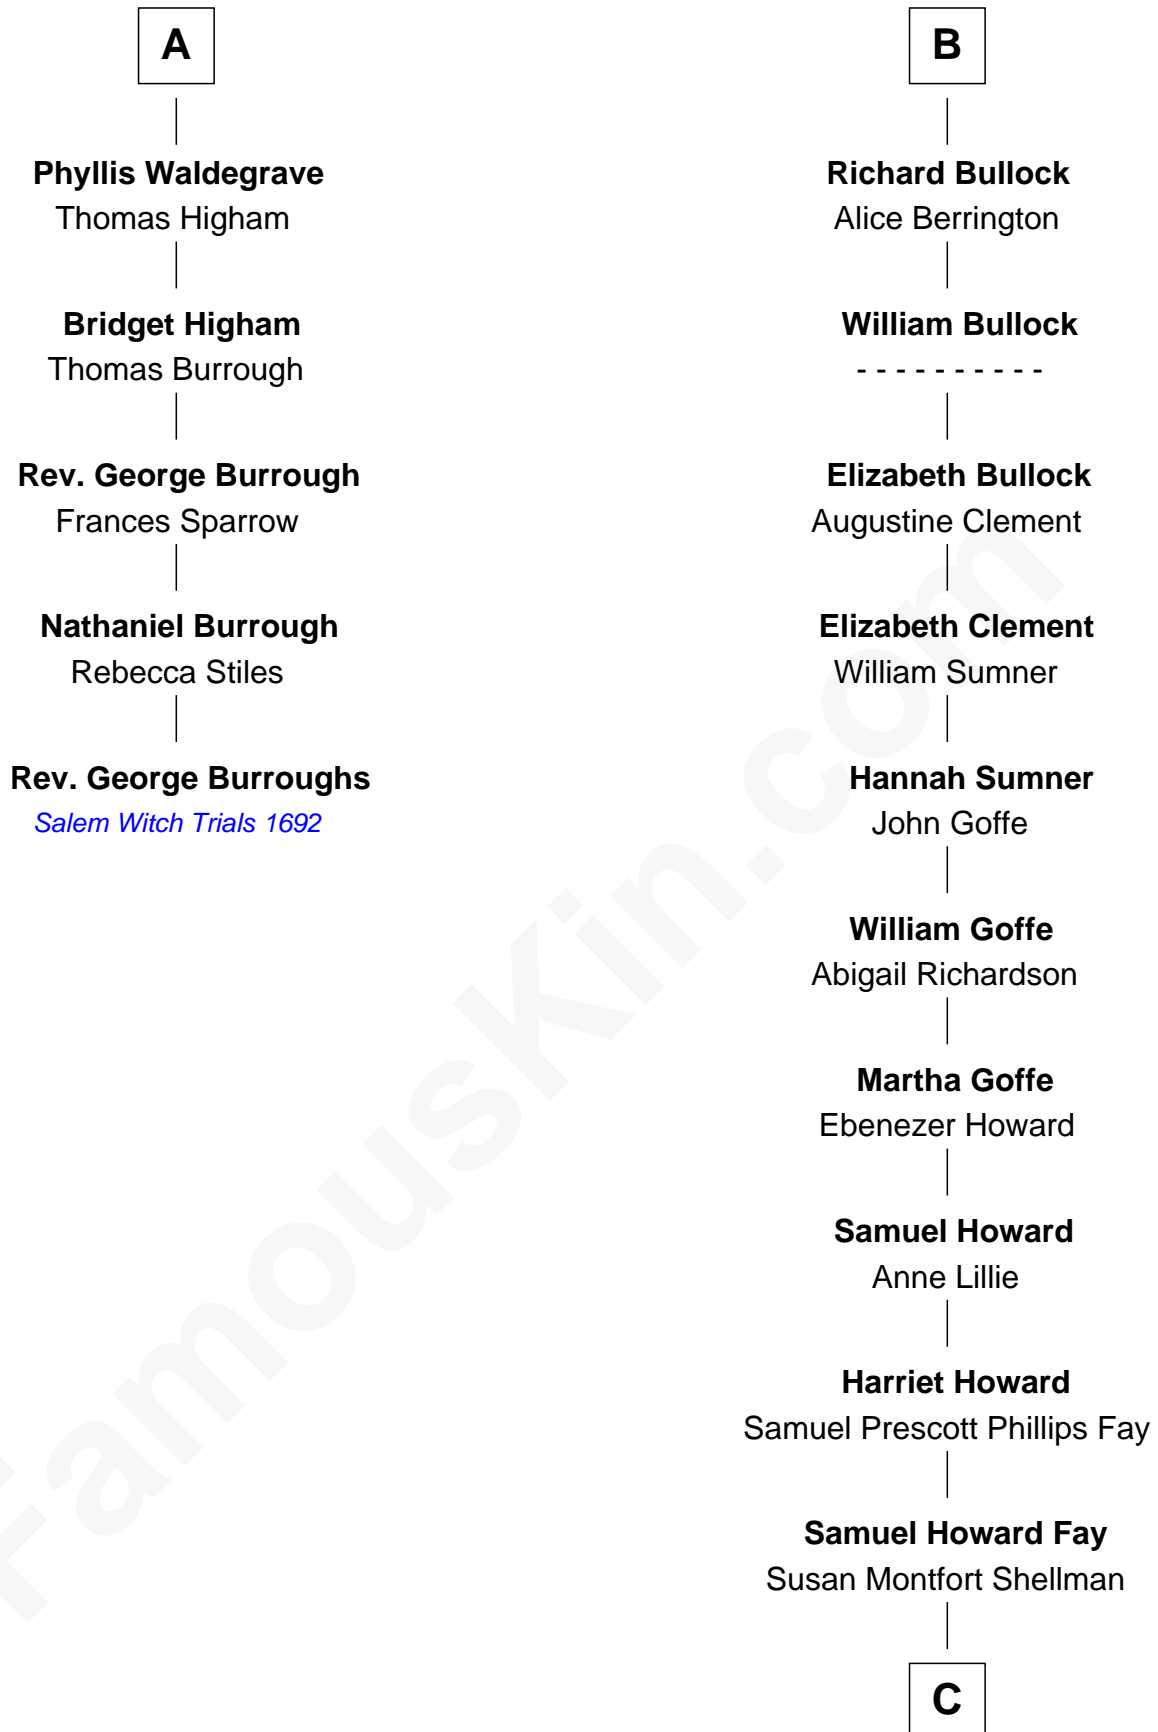 A
Phyllis Waldegrave
Thomas Higham
Bridget Higham
Thomas Burrough
Rev. George Burrough
Frances Sparrow
Nathaniel Burrough
Rebecca Stiles
Rev. George Burroughs
Salem Witch Trials 1692
B
Richard Bullock
Alice Berrington
William Bullock
- - - - - - - - - -
Elizabeth Bullock
Augustine Clement
Elizabeth Clement
William Sumner
Hannah Sumner
John Goffe
William Goffe
Abigail Richardson
Martha Goffe
Ebenezer Howard
Samuel Howard
Anne Lillie
Harriet Howard
Samuel Prescott Phillips Fay
Samuel Howard Fay
Susan Montfort Shellman
C
FamousKin.com